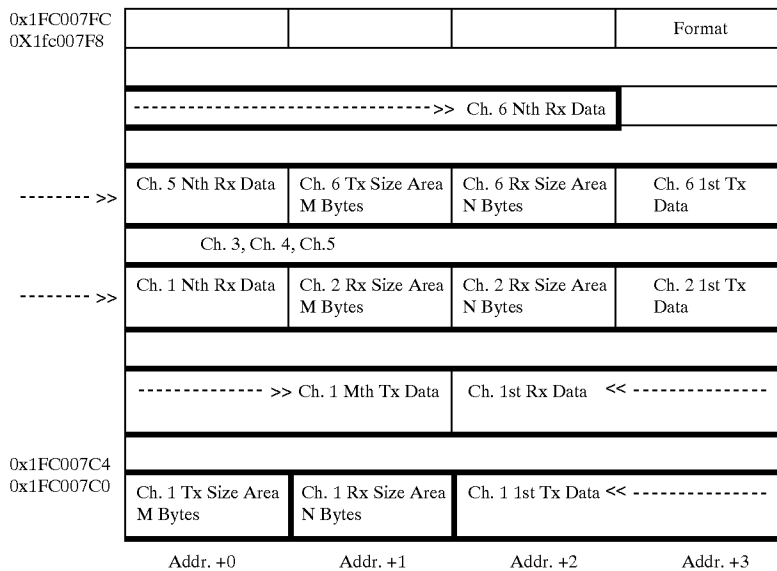 0x1FC007FC
0X1fc007F8
Format
---------------------------------->> Ch. 6 Nth Rx Data
-------- >>
Ch. 5 Nth Rx Data
Ch. 6 Tx Size Area
M Bytes
Ch. 6 Rx Size Area
N Bytes
Ch. 6 1st Tx
Data
Ch. 3, Ch. 4, Ch.5
-------- >>
Ch. 1 Nth Rx Data
Ch. 2 Rx Size Area
M Bytes
Ch. 2 Rx Size Area
N Bytes
Ch. 2 1st Tx
Data
-------------- >> Ch. 1 Mth Tx Data
Ch. 1st Rx Data << --------------
0x1FC007C4
0x1FC007C0
Ch. 1 Tx Size Area
M Bytes
Ch. 1 Rx Size Area
N Bytes
Ch. 1 1st Tx Data << --------------
Addr. +0 Addr. +1 Addr. +2 Addr. +3